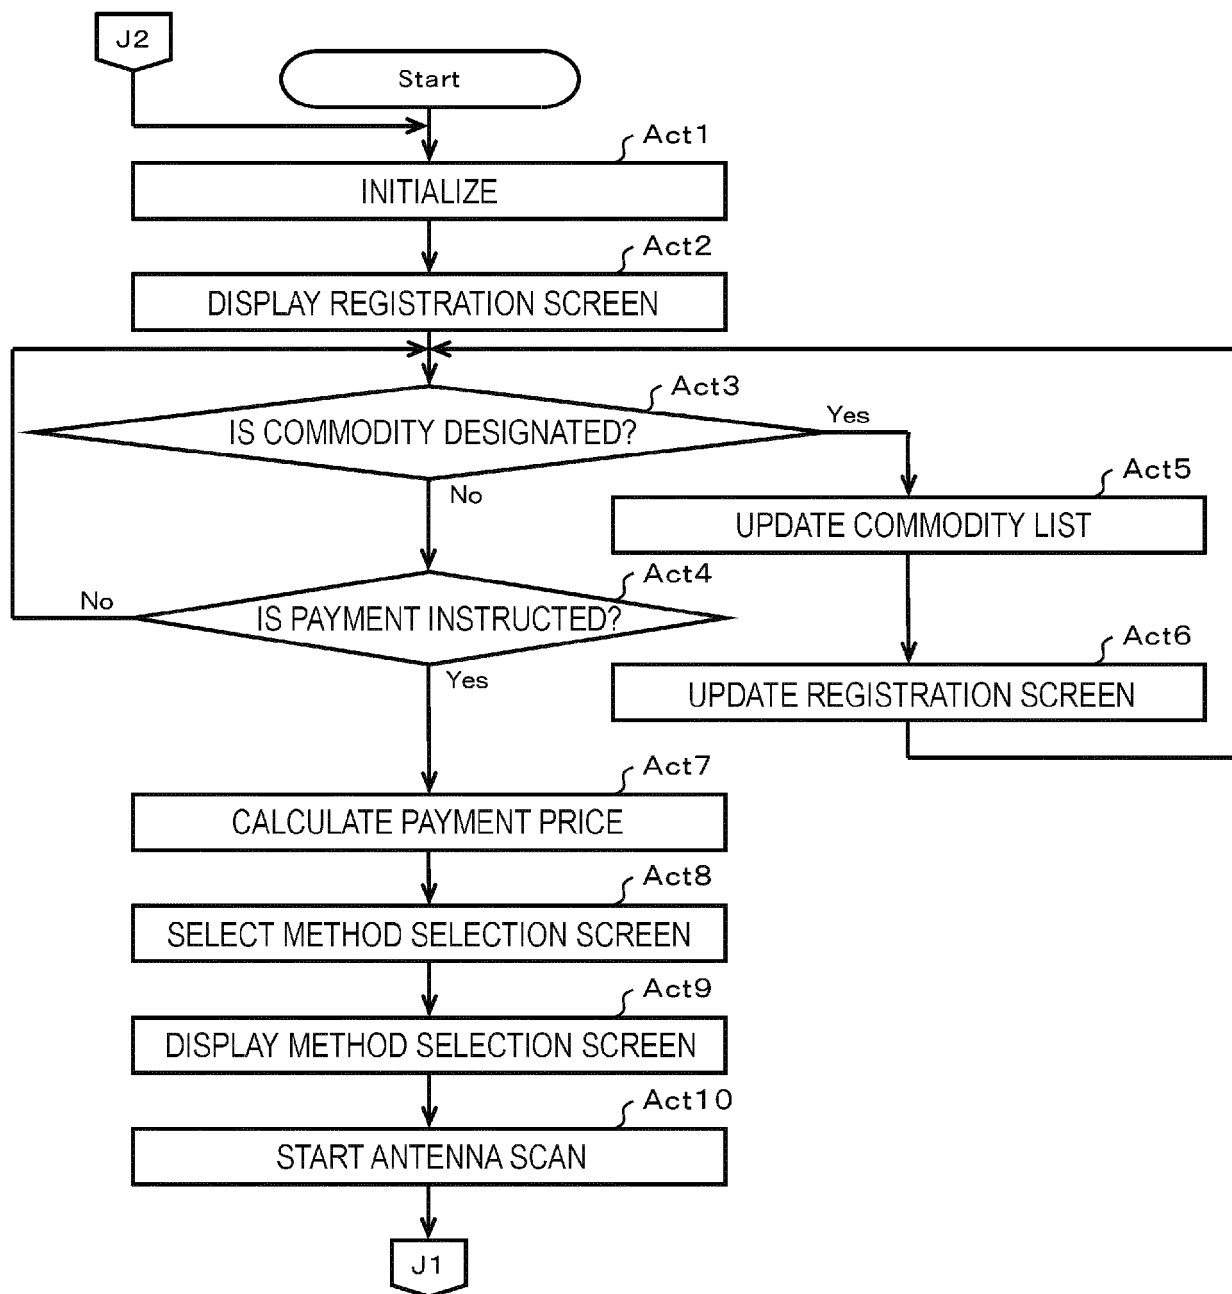 J2
Start
Act1
INITIALIZE
Act2
DISPLAY REGISTRATION SCREEN
Act3
IS COMMODITY DESIGNATED?
Yes
No
Act5
UPDATE COMMODITY LIST
Act4
IS PAYMENT INSTRUCTED?
No
Yes
Act6
UPDATE REGISTRATION SCREEN
Act7
CALCULATE PAYMENT PRICE
Act8
SELECT METHOD SELECTION SCREEN
Act9
DISPLAY METHOD SELECTION SCREEN
Act10
START ANTENNA SCAN
J1